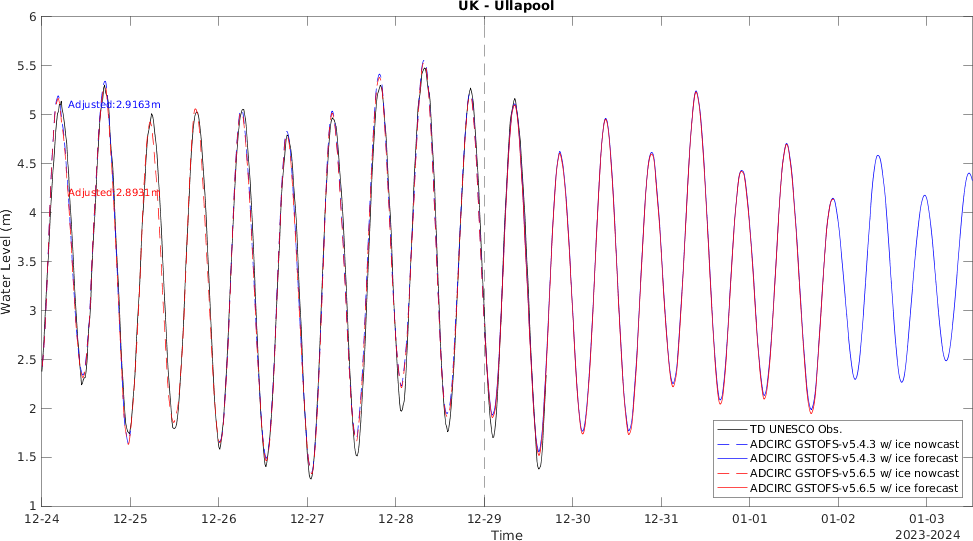 UK - Ullapool
6
5.5
5
4.5
4
3.5
3
2.5
2
1.5
1
Water Level (m)
Adjusted:2.9163m
Adjusted:2.8931m
TD UNESCO Obs.
ADCIRC GSTOFS-v5.4.3 w/ ice nowcast
ADCIRC GSTOFS-v5.4.3 w/ ice forecast
ADCIRC GSTOFS-v5.6.5 w/ ice nowcast
ADCIRC GSTOFS-v5.6.5 w/ ice forecast
12-24 12-25 12-26 12-27 12-28 12-29 12-30 12-31 01-01 01-02 01-03
Time
2023-2024